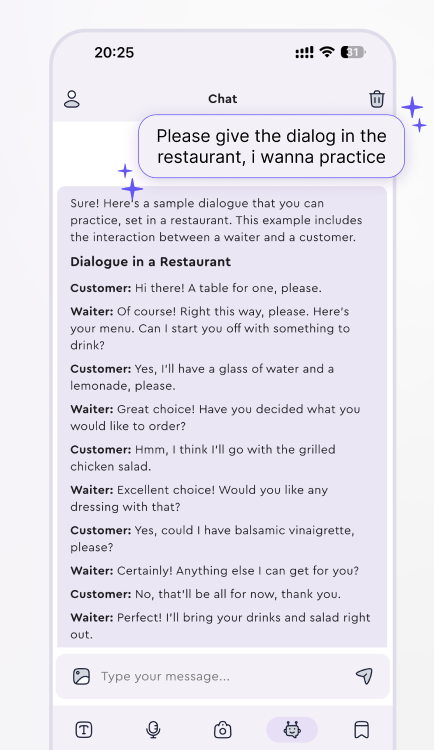 20:25
31
Chat
Please give the dialog in the
restaurant, i wanna practice
Sure! Here's a sample dialogue that you can
practice, set in a restaurant. This example includes
the interaction between a waiter and a customer.
Dialogue in a Restaurant
Customer: Hi there! A table for one, please.
Waiter: Of course! Right this way, please. Here's
your menu. Can I start you off with something to
drink?
Customer: Yes, I'll have a glass of water and a
lemonade, please.
Waiter: Great choice! Have you decided what you
would like to order?
Customer: Hmm, I think I'll go with the grilled
chicken salad.
Waiter: Excellent choice! Would you like any
dressing with that?
Customer: Yes, could I have balsamic vinaigrette,
please?
Waiter: Certainly! Anything else I can get for you?
Customer: No, that'll be all for now, thank you.
Waiter: Perfect! I'll bring your drinks and salad right
out.
Type your message...
T